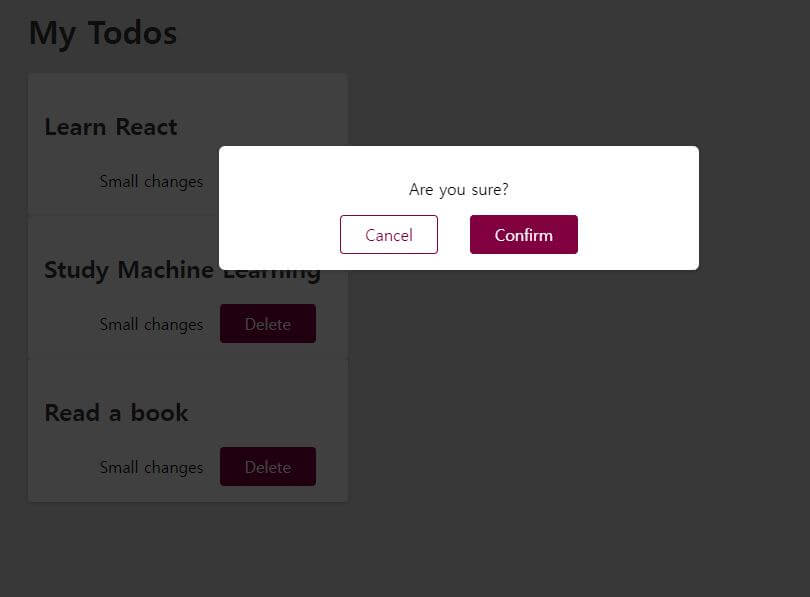 My Todos
Learn React
Small changes
Are you sure?
Cancel Confirm
Study Machine Learning
Small changes Delete
Read a book
Small changes Delete